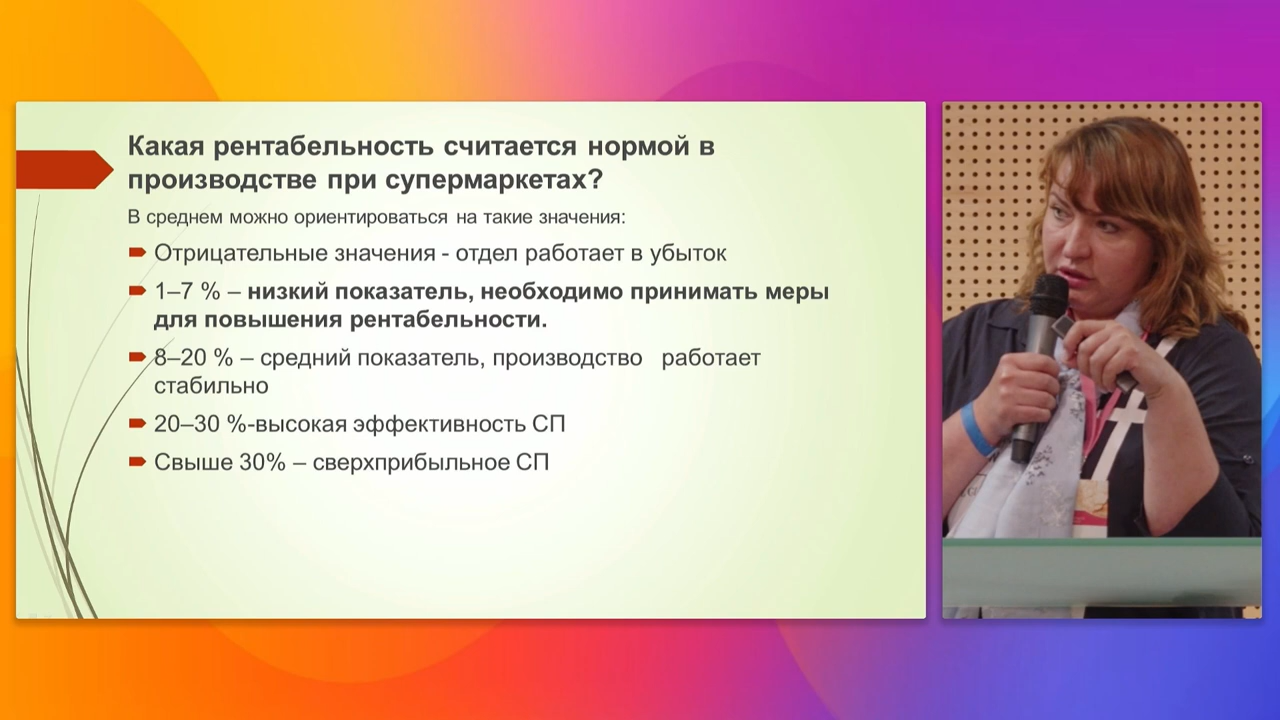 Какая рентабельность считается нормой в
производстве при супермаркетах?
В среднем можно ориентироваться на такие значения:
Отрицательные значения - отдел работает в убыток
1–7 % – низкий показатель, необходимо принимать меры
для повышения рентабельности.
8–20 % – средний показатель, производство   работает
стабильно
20–30 %-высокая эффективность СП
Свыше 30% – сверхприбыльное СП